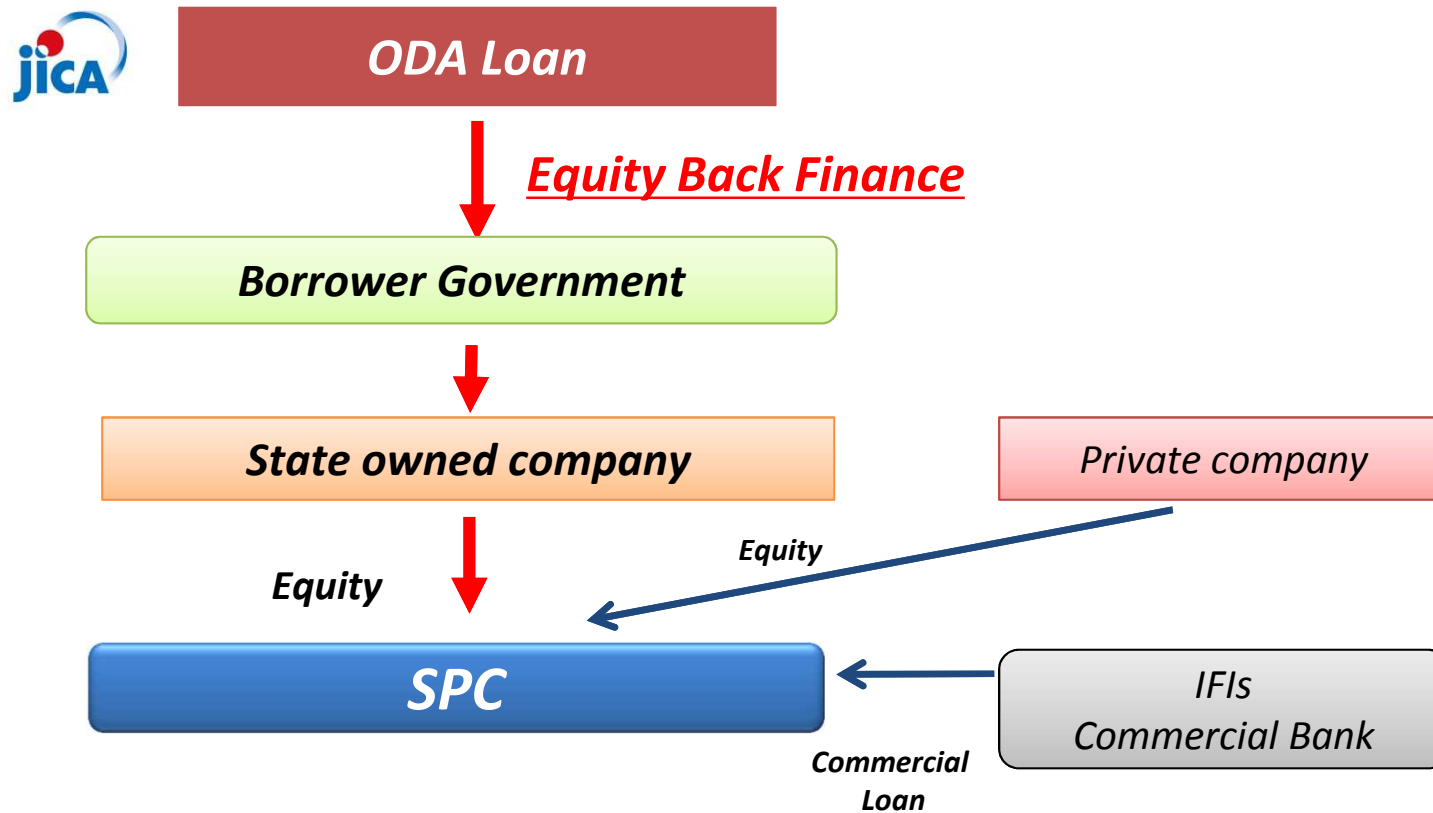 jICA
ODA Loan
Equity Back Finance
Borrower Government
State owned company
Private company
Equity
Equity
SPC
IFIs
Commercial Bank
Commercial
Loan